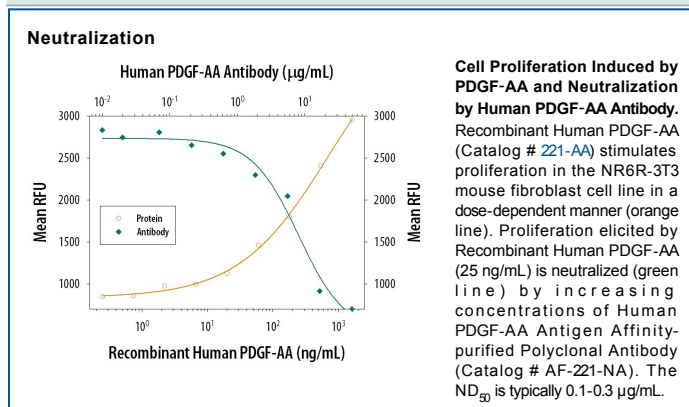 Neutralization
Human PDGF-AA Antibody (μg/mL)
10⁻² 10⁻¹ 10⁰ 10¹
3000 3000
2500 2500
2000 2000
1500 1500
1000 1000
Mean RFU
Mean RFU
Protein
Antibody
10⁰ 10¹ 10² 10³
Recombinant Human PDGF-AA (ng/mL)
Cell Proliferation Induced by
PDGF-AA and Neutralization
by Human PDGF-AA Antibody.
Recombinant Human PDGF-AA
(Catalog # 221-AA) stimulates
proliferation in the NR6R-3T3
mouse fibroblast cell line in a
dose-dependent manner (orange
line). Proliferation elicited by
Recombinant Human PDGF-AA
(25 ng/mL) is neutralized (green
line) by increasing
concentrations of Human
PDGF-AA Antigen Affinity-
purified Polyclonal Antibody
(Catalog # AF-221-NA). The
ND₅₀ is typically 0.1-0.3 µg/mL.